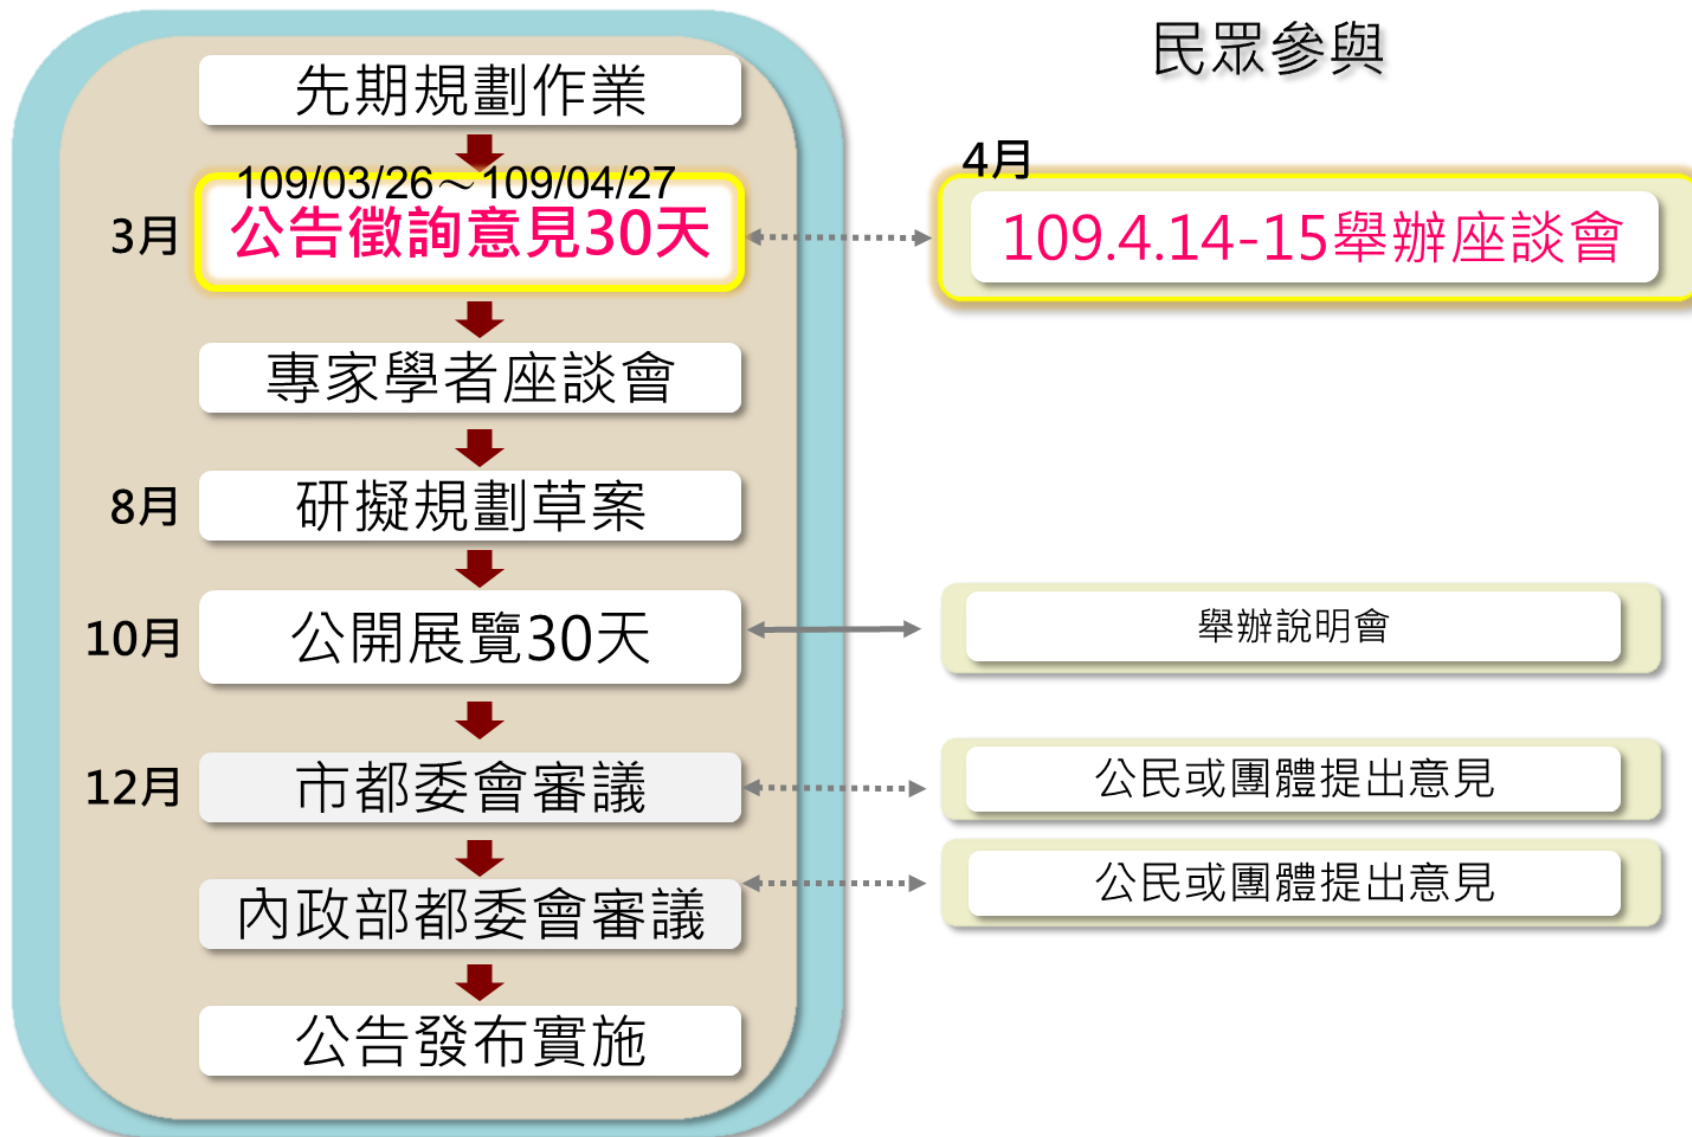 民眾參與
先期規劃作業
109/03/26～109/04/27
3月
公告徵詢意見30天
4月
109.4.14-15舉辦座談會
專家學者座談會
8月
研擬規劃草案
10月
公開展覽30天
舉辦說明會
12月
市都委會審議
公民或團體提出意見
內政部都委會審議
公民或團體提出意見
公告發布實施